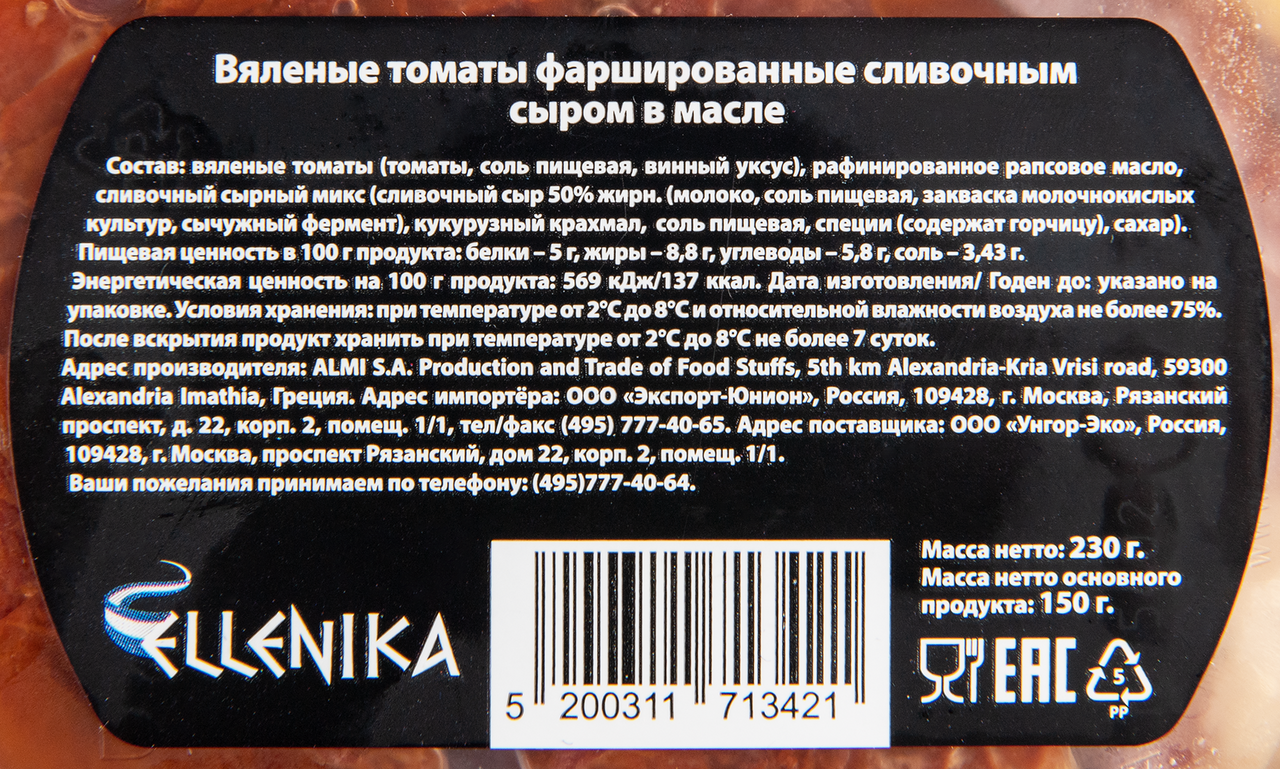 Вяленые томаты фаршированные сливочным
сыром в масле
Состав: вяленые томаты (томаты, соль пищевая, винный уксус), рафинированное рапсовое масло,
сливочный сырный микс (сливочный сыр 50% жирн. (молоко, соль пищевая, закваска молочнокислых
культур, сычужный фермент), кукурузный крахмал, соль пищевая, специи (содержат горчицу), сахар).
Пищевая ценность в 100 г продукта: белки – 5 г, жиры – 8,8 г, углеводы – 5,8 г, соль – 3,43 г.
Энергетическая ценность на 100 г продукта: 569 кДж/137 ккал. Дата изготовления/ Годен до: указано на
упаковке. Условия хранения: при температуре от 2°С до 8°С и относительной влажности воздуха не более 75%.
После вскрытия продукт хранить при температуре от 2°С до 8°С не более 7 суток.
Адрес производителя: ALMI S.A. Production and Trade of Food Stuffs, 5th km Alexandria-Kria Vrisi road, 59300
Alexandria Imathia, Греция. Адрес импортёра: ООО «Экспорт-Юнион», Россия, 109428, г. Москва, Рязанский
проспект, д. 22, корп. 2, помещ. 1/1, тел/факс (495) 777-40-65. Адрес поставщика: ООО «Унгор-Эко», Россия,
109428, г. Москва, проспект Рязанский, дом 22, корп. 2, помещ. 1/1.
Ваши пожелания принимаем по телефону: (495)777-40-64.
ELLENIKA
5 200311 713421
Масса нетто: 230 г.
Масса нетто основного
продукта: 150 г.
EAC
5
PP